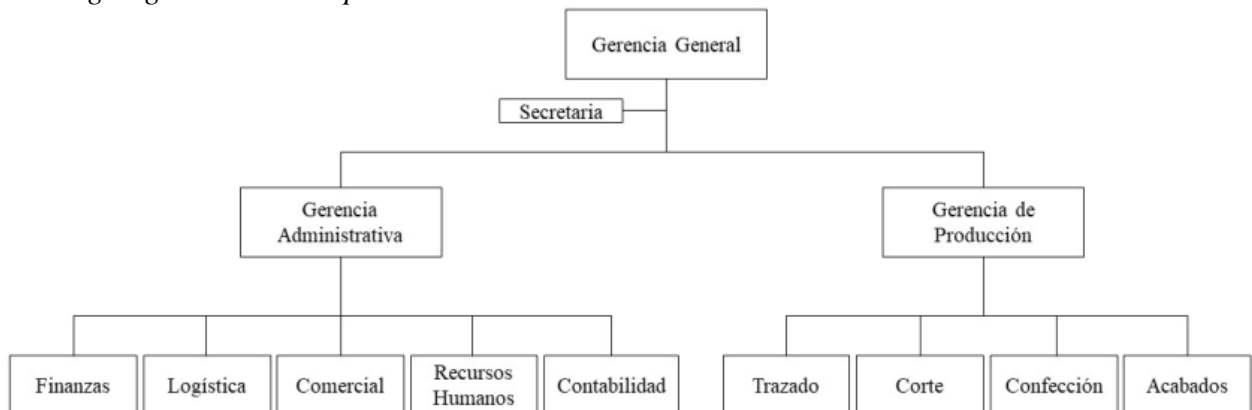 Gerencia General
Secretaria
Gerencia
Administrativa
Gerencia de
Producción
Finanzas
Logística
Comercial
Recursos
Humanos
Contabilidad
Trazado
Corte
Confección
Acabados